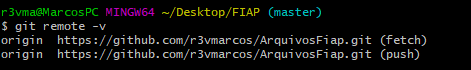 r3vma@MarcosPC MINGW64 ~/Desktop/FIAP (master)
$ git remote -v
origin  https://github.com/r3vmarcos/ArquivosFiap.git (fetch)
origin  https://github.com/r3vmarcos/ArquivosFiap.git (push)